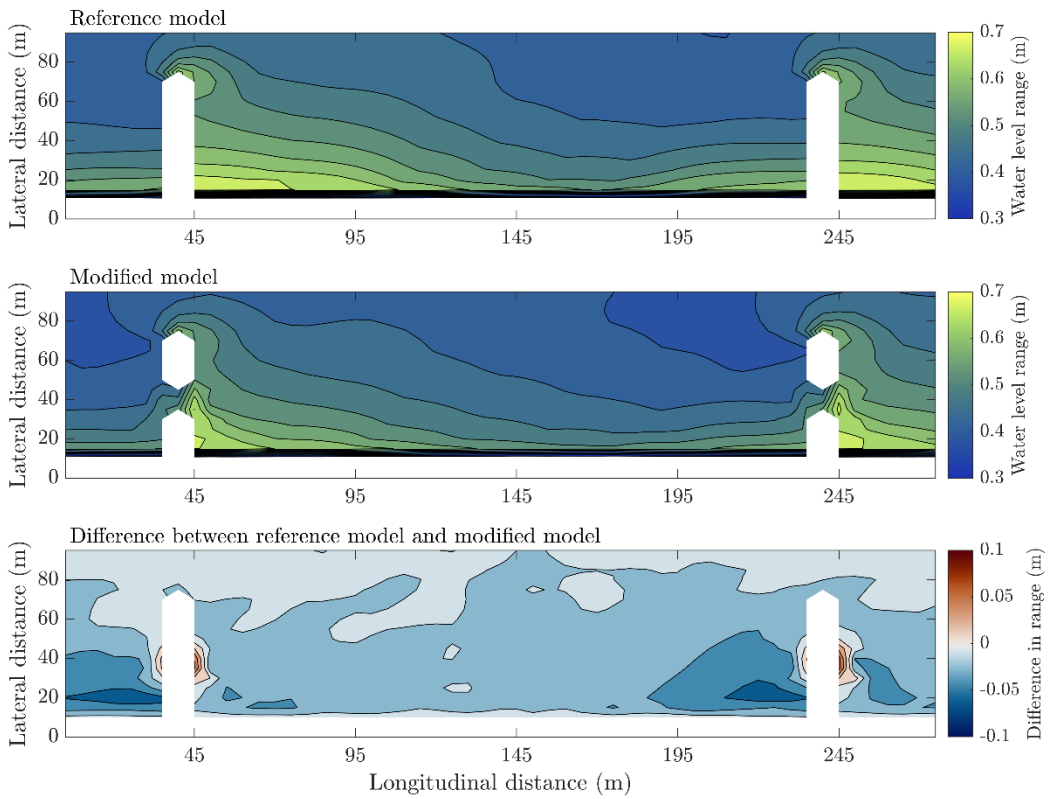 Reference model
Lateral distance (m)
80
60
40
20
0
45 95 145 195 245
0.7
0.6
0.5
0.4
0.3
Water level range (m)
Modified model
Lateral distance (m)
80
60
40
20
0
45 95 145 195 245
0.7
0.6
0.5
0.4
0.3
Water level range (m)
Difference between reference model and modified model
Lateral distance (m)
80
60
40
20
0
45 95 145 195 245
Longitudinal distance (m)
0.1
0.05
0
-0.05
-0.1
Difference in range (m)